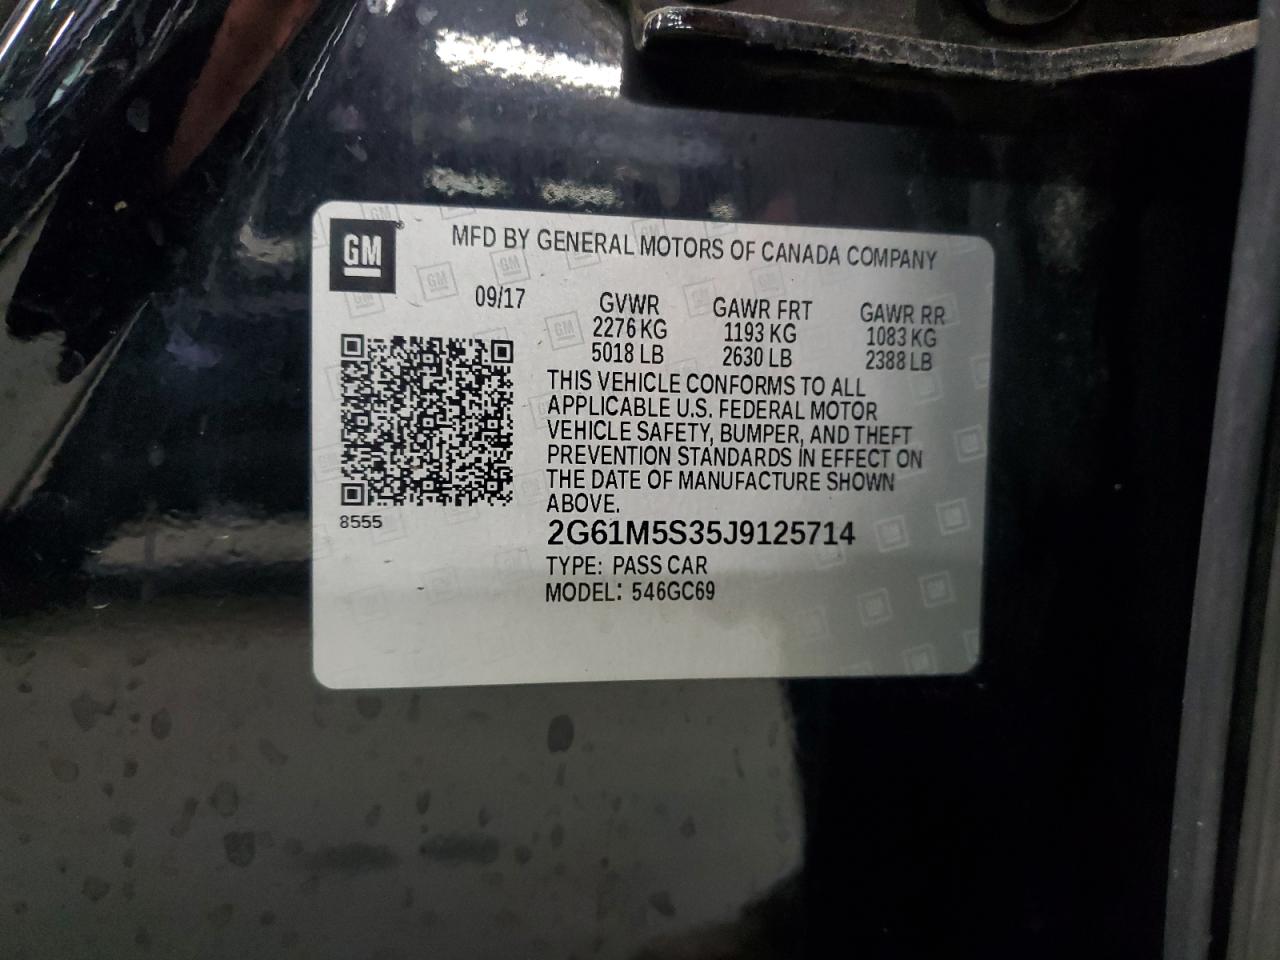 GM
MFD BY GENERAL MOTORS OF CANADA COMPANY
09/17
GVWR GAWR FRT GAWR RR
2276 KG 1193 KG 1083 KG
5018 LB 2630 LB 2388 LB
THIS VEHICLE CONFORMS TO ALL
APPLICABLE U.S. FEDERAL MOTOR
VEHICLE SAFETY, BUMPER, AND THEFT
PREVENTION STANDARDS IN EFFECT ON
THE DATE OF MANUFACTURE SHOWN
ABOVE.
8555
2G61M5S35J9125714
TYPE: PASS CAR
MODEL: 546GC69